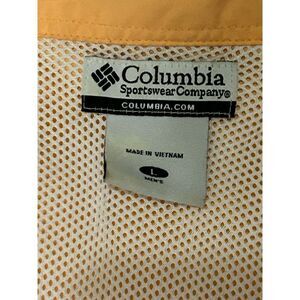 Columbia
Sportswear Company®
COLUMBIA.COM
MADE IN VIETNAM
L
MEN'S